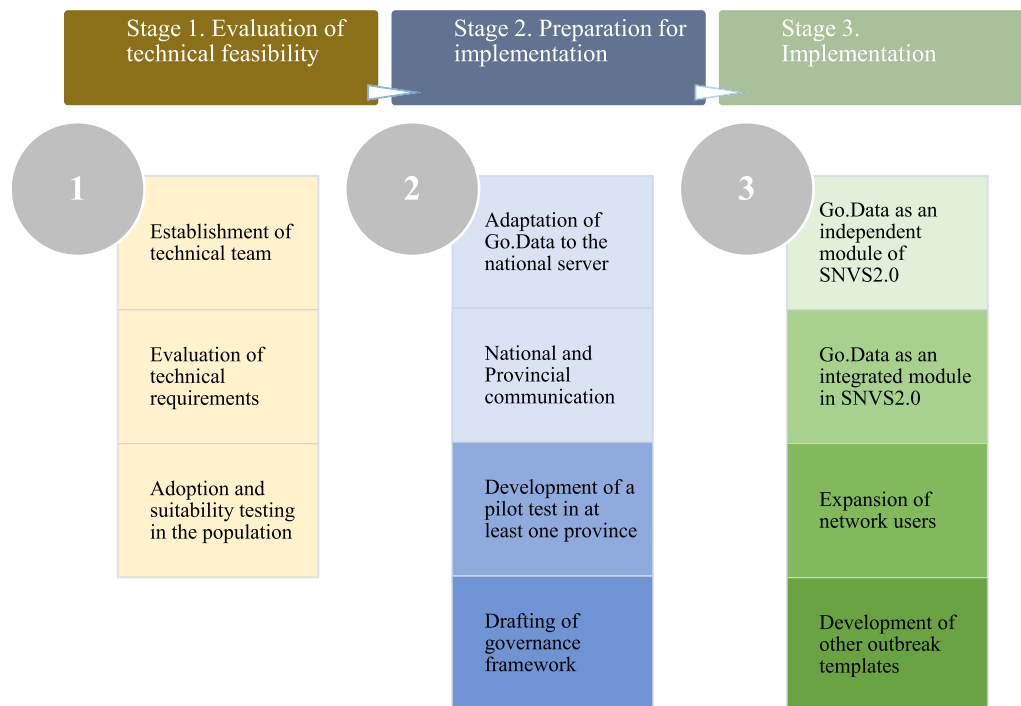 Stage 1. Evaluation of
technical feasibility
Stage 2. Preparation for
implementation
Stage 3.
Implementation
1
Establishment of
technical team
Evaluation of
technical
requirements
Adoption and
suitability testing
in the population
2
Adaptation of
Go.Data to the
national server
National and
Provincial
communication
Development of a
pilot test in at
least one province
Drafting of
governance
framework
3
Go.Data as an
independent
module of
SNVS2.0
Go.Data as an
integrated module
in SNVS2.0
Expansion of
network users
Development of
other outbreak
templates